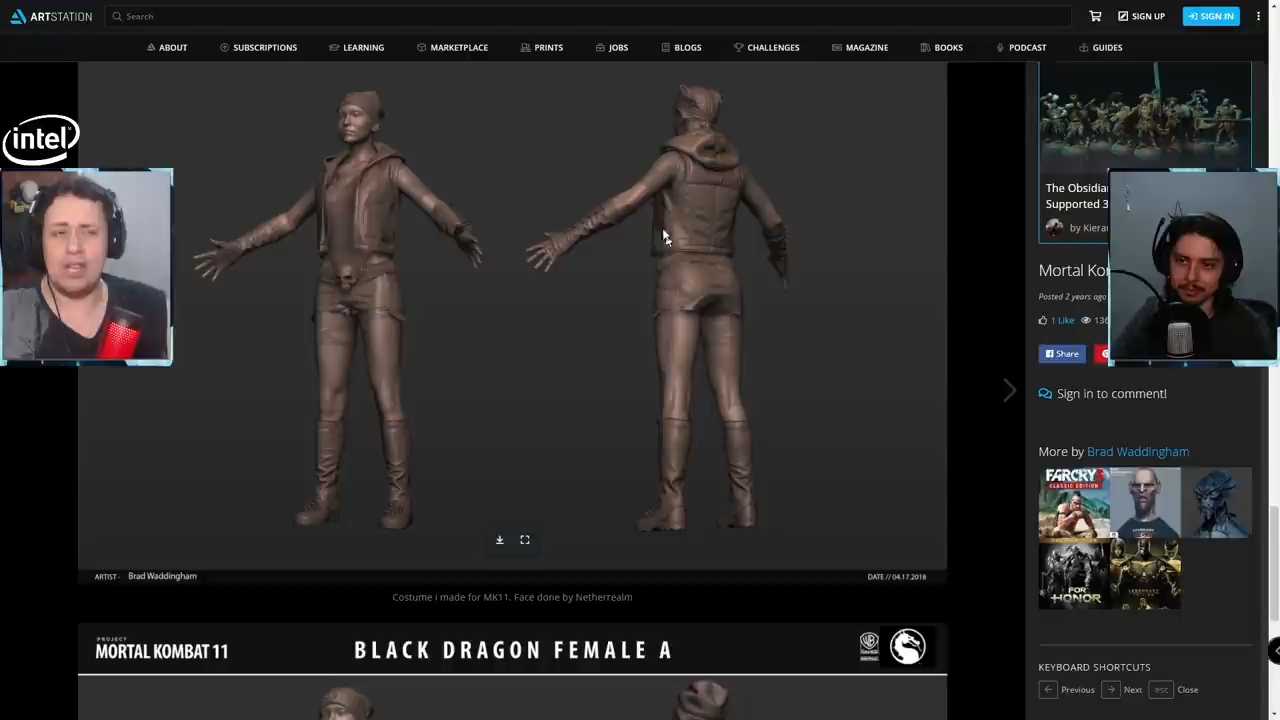 ARTSTATION
Search
SIGN UP
SIGN IN
ABOUT
SUBSCRIPTIONS
LEARNING
MARKETPLACE
PRINTS
JOBS
BLOGS
CHALLENGES
MAGAZINE
BOOKS
PODCAST
GUIDES
intel
The Obsidia
Supported 3
by Kieran
Mortal Ko
Posted 2 years ago
1 Like
136
Share
Sign in to comment!
More by Brad Waddingham
FARCRY 3
CLASSIC EDITION
FOR
HONOR
ARTIST - Brad Waddingham
DATE // 04.17.2018
Costume i made for MK11. Face done by Netherrealm
PROJECT
MORTAL KOMBAT 11
BLACK DRAGON FEMALE A
KEYBOARD SHORTCUTS
Previous
Next
esc
Close